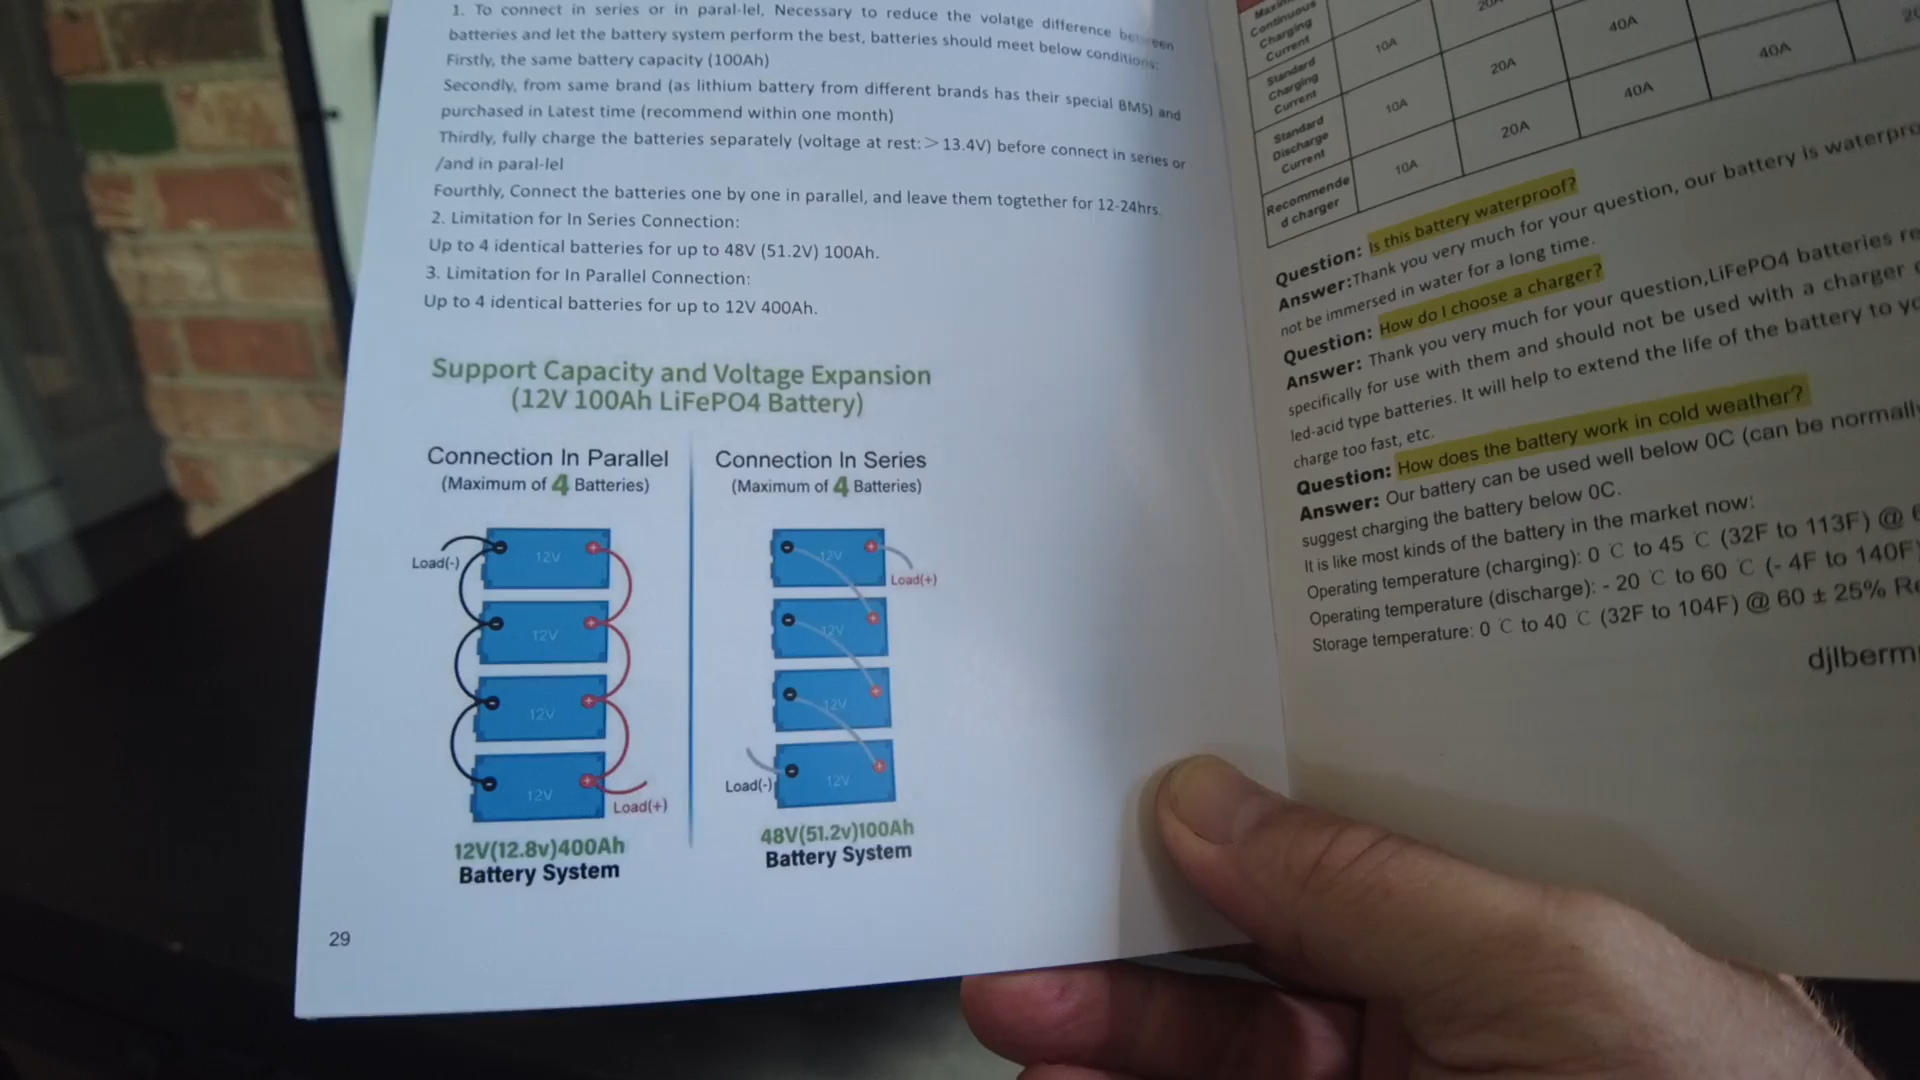 1. To connect in series or in paral-lel, Necessary to reduce the volatge difference between
batteries and let the battery system perform the best, batteries should meet below conditions:
Firstly, the same battery capacity (100Ah)
Secondly, from same brand (as lithium battery from different brands has their special BMS) and
purchased in Latest time (recommend within one month)
Thirdly, fully charge the batteries separately (voltage at rest:＞13.4V) before connect in series or
/and in paral-lel
Fourthly, Connect the batteries one by one in parallel, and leave them togtether for 12-24hrs.
2. Limitation for In Series Connection:
Up to 4 identical batteries for up to 48V (51.2V) 100Ah.
3. Limitation for In Parallel Connection:
Up to 4 identical batteries for up to 12V 400Ah.
Support Capacity and Voltage Expansion
(12V 100Ah LiFePO4 Battery)
Connection In Parallel
(Maximum of 4 Batteries)
Load(-)
12V
12V
12V
12V
Load(+)
12V(12.8v)400Ah
Battery System
Connection In Series
(Maximum of 4 Batteries)
12V
Load(+)
12V
12V
Load(-)
12V
48V(51.2v)100Ah
Battery System
29
Continuous
Charging
Current
10A
20A
40A
Standard
Charging
Current
10A
20A
40A
40A
Standard
Discharge
Current
Recommende
d charger
10A
20A
Question: Is this battery waterproof?
Answer:Thank you very much for your question, our battery is
not be immersed in water for a long time.
Question: How do I choose a charger?
Answer: Thank you very much for your question,LiFePO4 batteries
specifically for use with them and should not be used with a charger
led-acid type batteries. It will help to extend the life of the battery to
charge too fast, etc.
Question: How does the battery work in cold weather?
Answer: Our battery can be used well below 0C (can be normally
suggest charging the battery below 0C.
It is like most kinds of the battery in the market now:
Operating temperature (charging): 0 ℃ to 45 ℃ (32F to 113F) @
Operating temperature (discharge): - 20 ℃ to 60 ℃ (- 4F to 140F
Storage temperature: 0 ℃ to 40 ℃ (32F to 104F) @ 60 ± 25%
djlberm